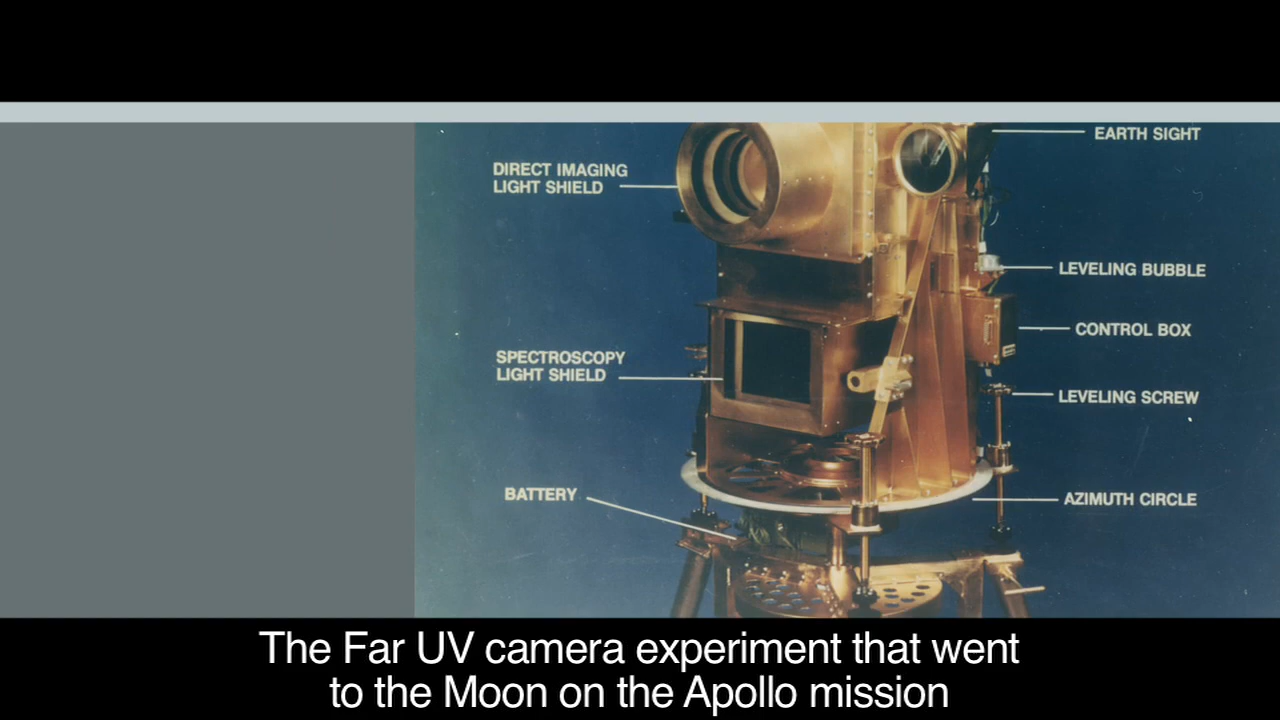 EARTH SIGHT
DIRECT IMAGING
LIGHT SHIELD
LEVELING BUBBLE
CONTROL BOX
SPECTROSCOPY
LIGHT SHIELD
LEVELING SCREW
BATTERY
AZIMUTH CIRCLE
The Far UV camera experiment that went
to the Moon on the Apollo mission